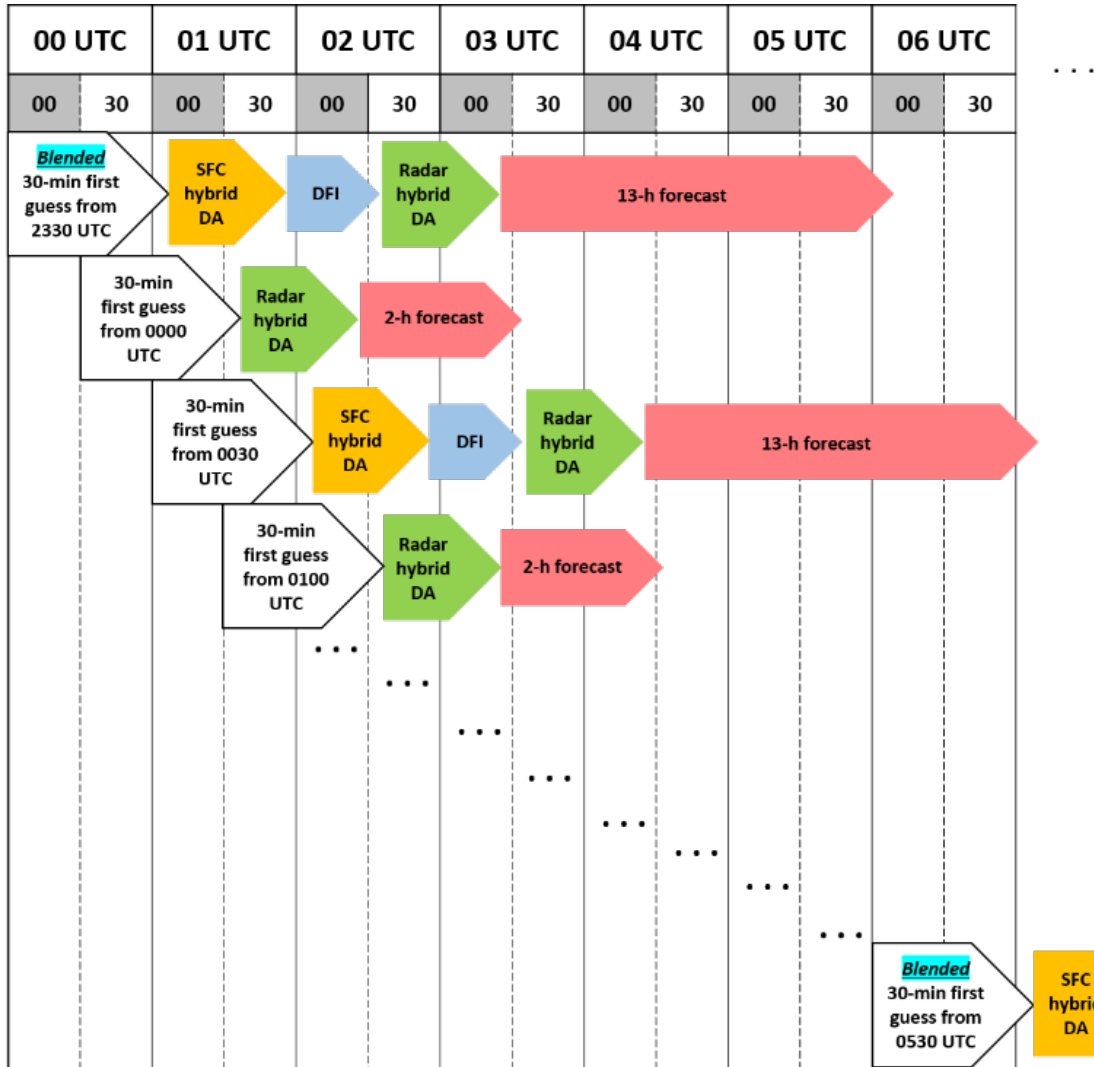 00 UTC 01 UTC 02 UTC 03 UTC 04 UTC 05 UTC 06 UTC
...
00 30 00 30 00 30 00 30 00 30 00 30 00 30
Blended
30-min first
guess from
2330 UTC
SFC
hybrid
DA
DFI
Radar
hybrid
DA
13-h forecast
30-min
first guess
from 0000
UTC
Radar
hybrid
DA
2-h forecast
30-min
first guess
from 0030
UTC
SFC
hybrid
DA
DFI
Radar
hybrid
DA
13-h forecast
30-min
first guess
from 0100
UTC
Radar
hybrid
DA
2-h forecast
...
...
...
...
...
...
...
...
Blended
30-min first
guess from
0530 UTC
SFC
hybri
DA